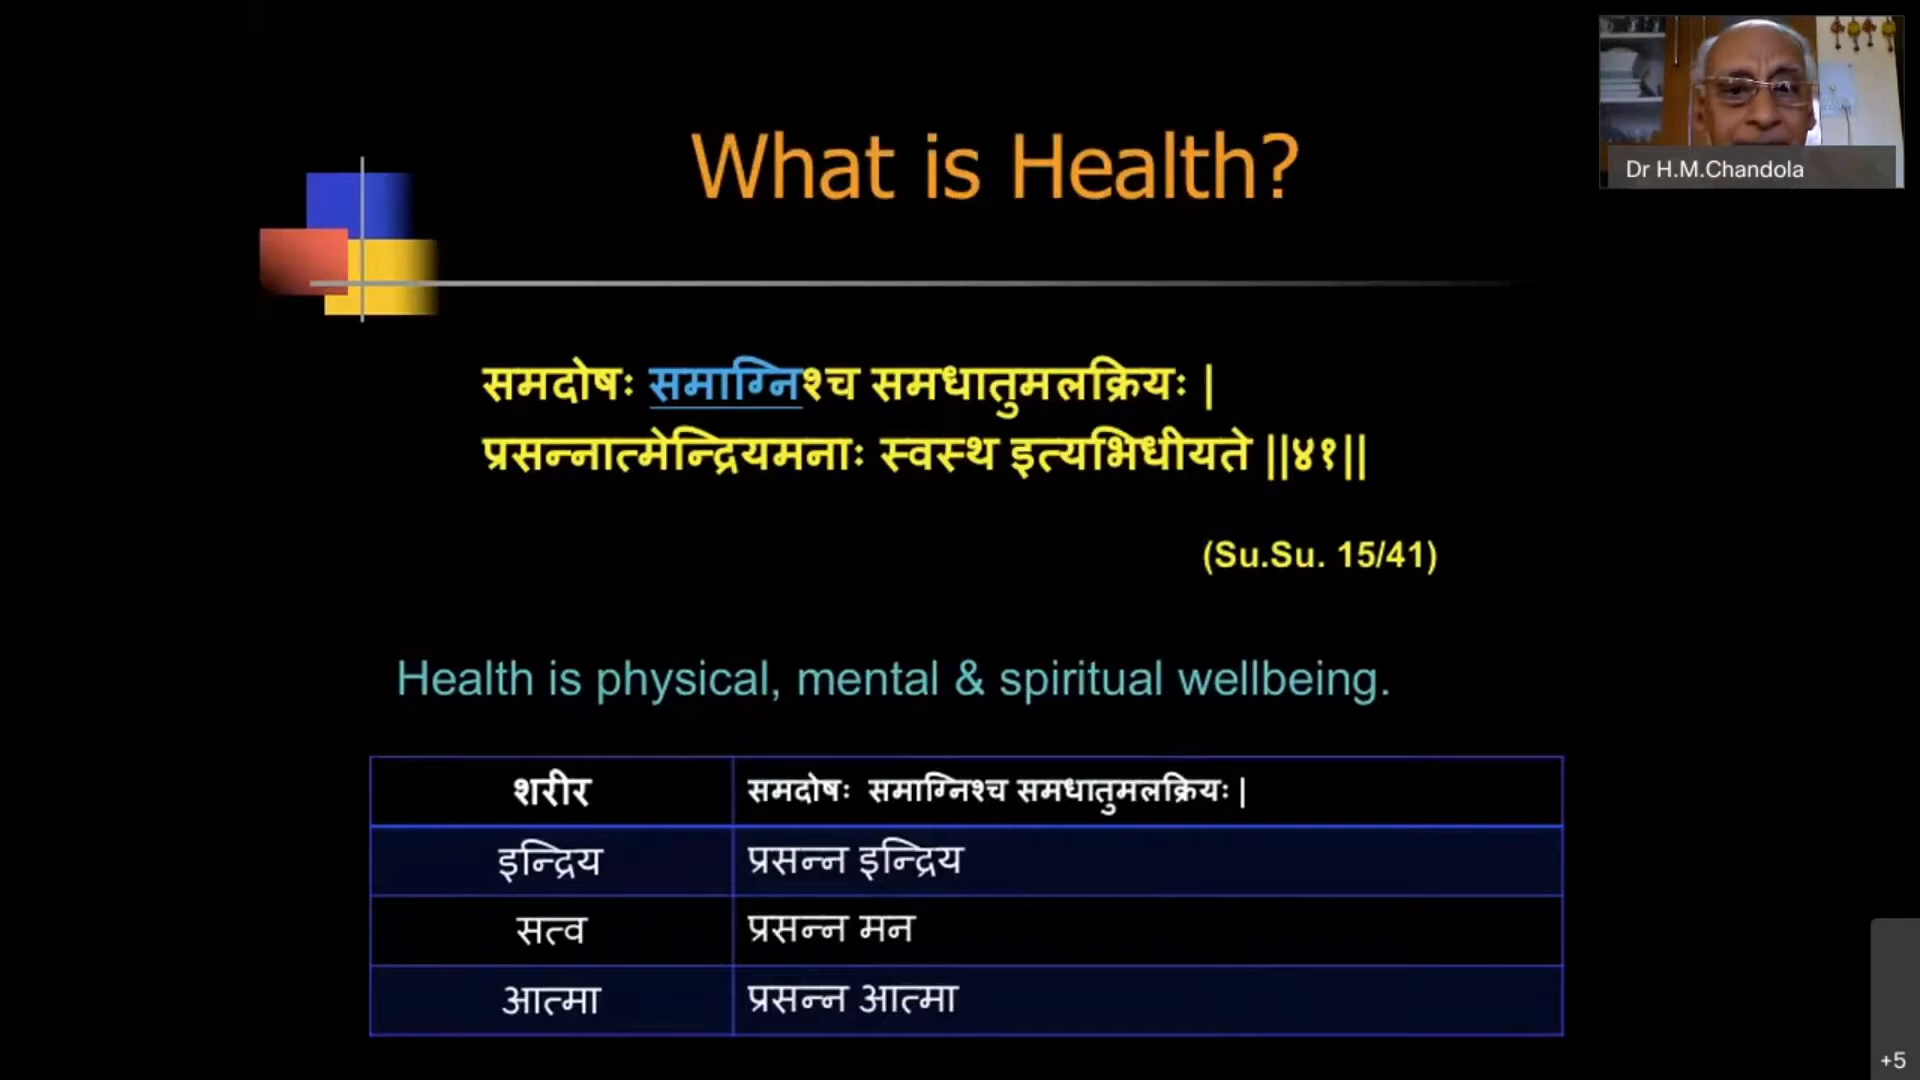 What is Health?
Dr H.M.Chandola
समदोषः समाग्निश्च समधातुमलक्रियः |
प्रसन्नात्मेन्द्रियमनाः स्वस्थ इत्यभिधीयते ||४१||
(Su.Su. 15/41)
Health is physical, mental & spiritual wellbeing.
शरीर समदोषः समाग्निश्च समधातुमलक्रियः |
इन्द्रिय प्रसन्न इन्द्रिय
सत्व प्रसन्न मन
आत्मा प्रसन्न आत्मा
+5